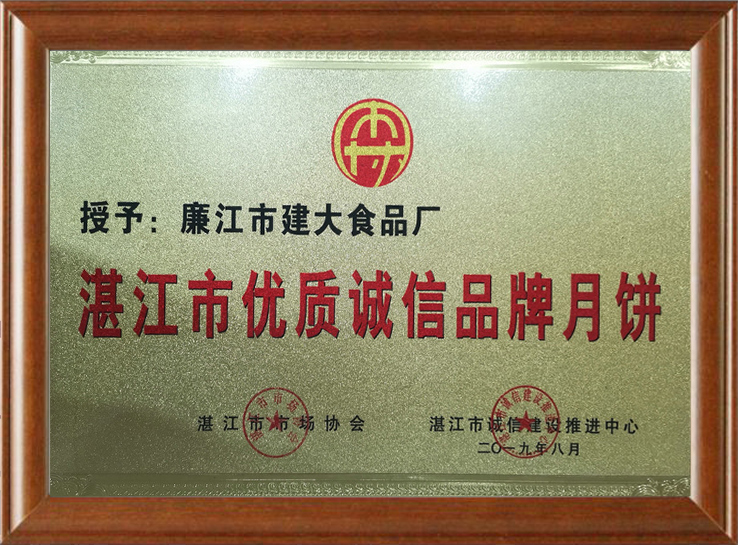 授予：廉江市建大食品厂
湛江市优质诚信品牌月饼
湛江市市场协会 湛江市诚信建设推进中心
二〇一九年八月